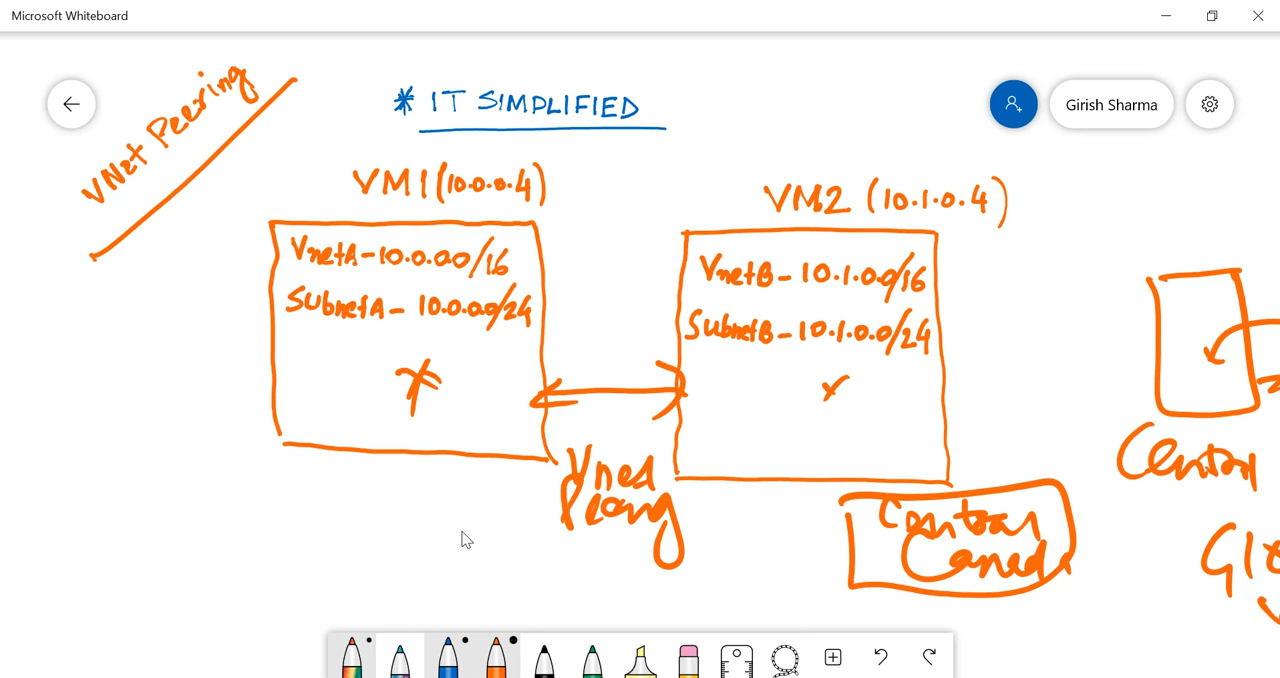 Microsoft Whiteboard
VNet Peering
* IT SIMPLIFIED
Girish Sharma
VM1 (10.0.0.4)
VM2 (10.1.0.4)
VnetA - 10.0.0.0/16
SubnetA - 10.0.0.0/24
VnetB - 10.1.0.0/16
SubnetB - 10.1.0.0/24
Vnet
Central
Canada
Central